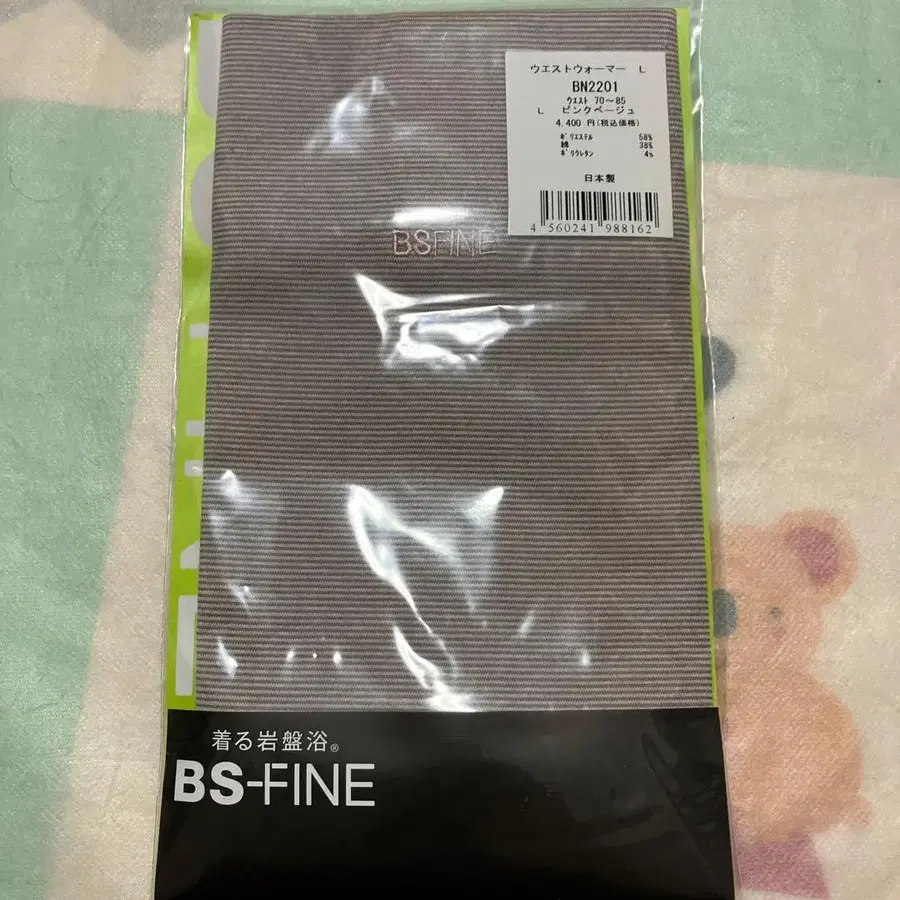 ウエストウォーマー L
BN2201
ウエスト 70~85
L ピンクベージュ
4,400 円(税込価格)
ポリエステル 58%
綿 38%
ポリウレタン 4%
日本製
4 560241 988162
BSFINE
着る岩盤浴®
BS-FINE